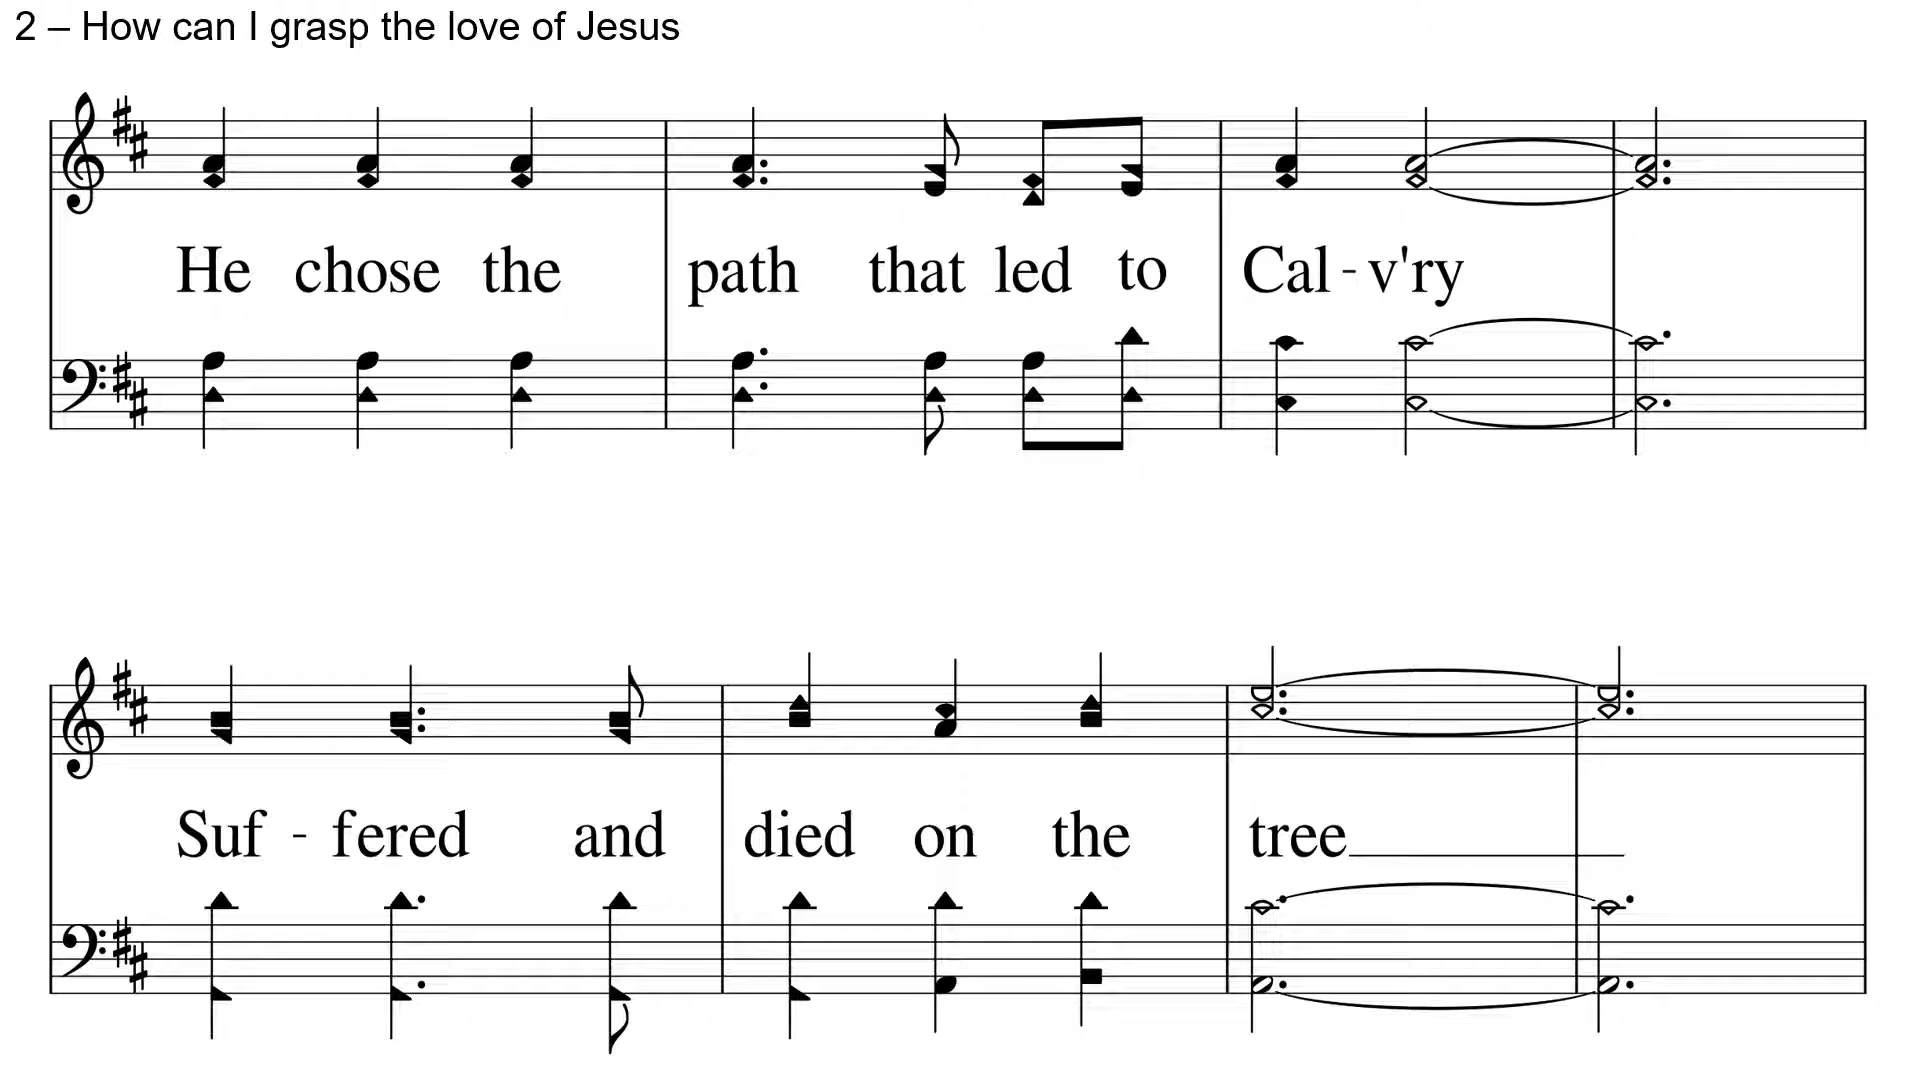 2 – How can I grasp the love of Jesus
He chose the path that led to Cal - v'ry
Suf - fered and died on the tree